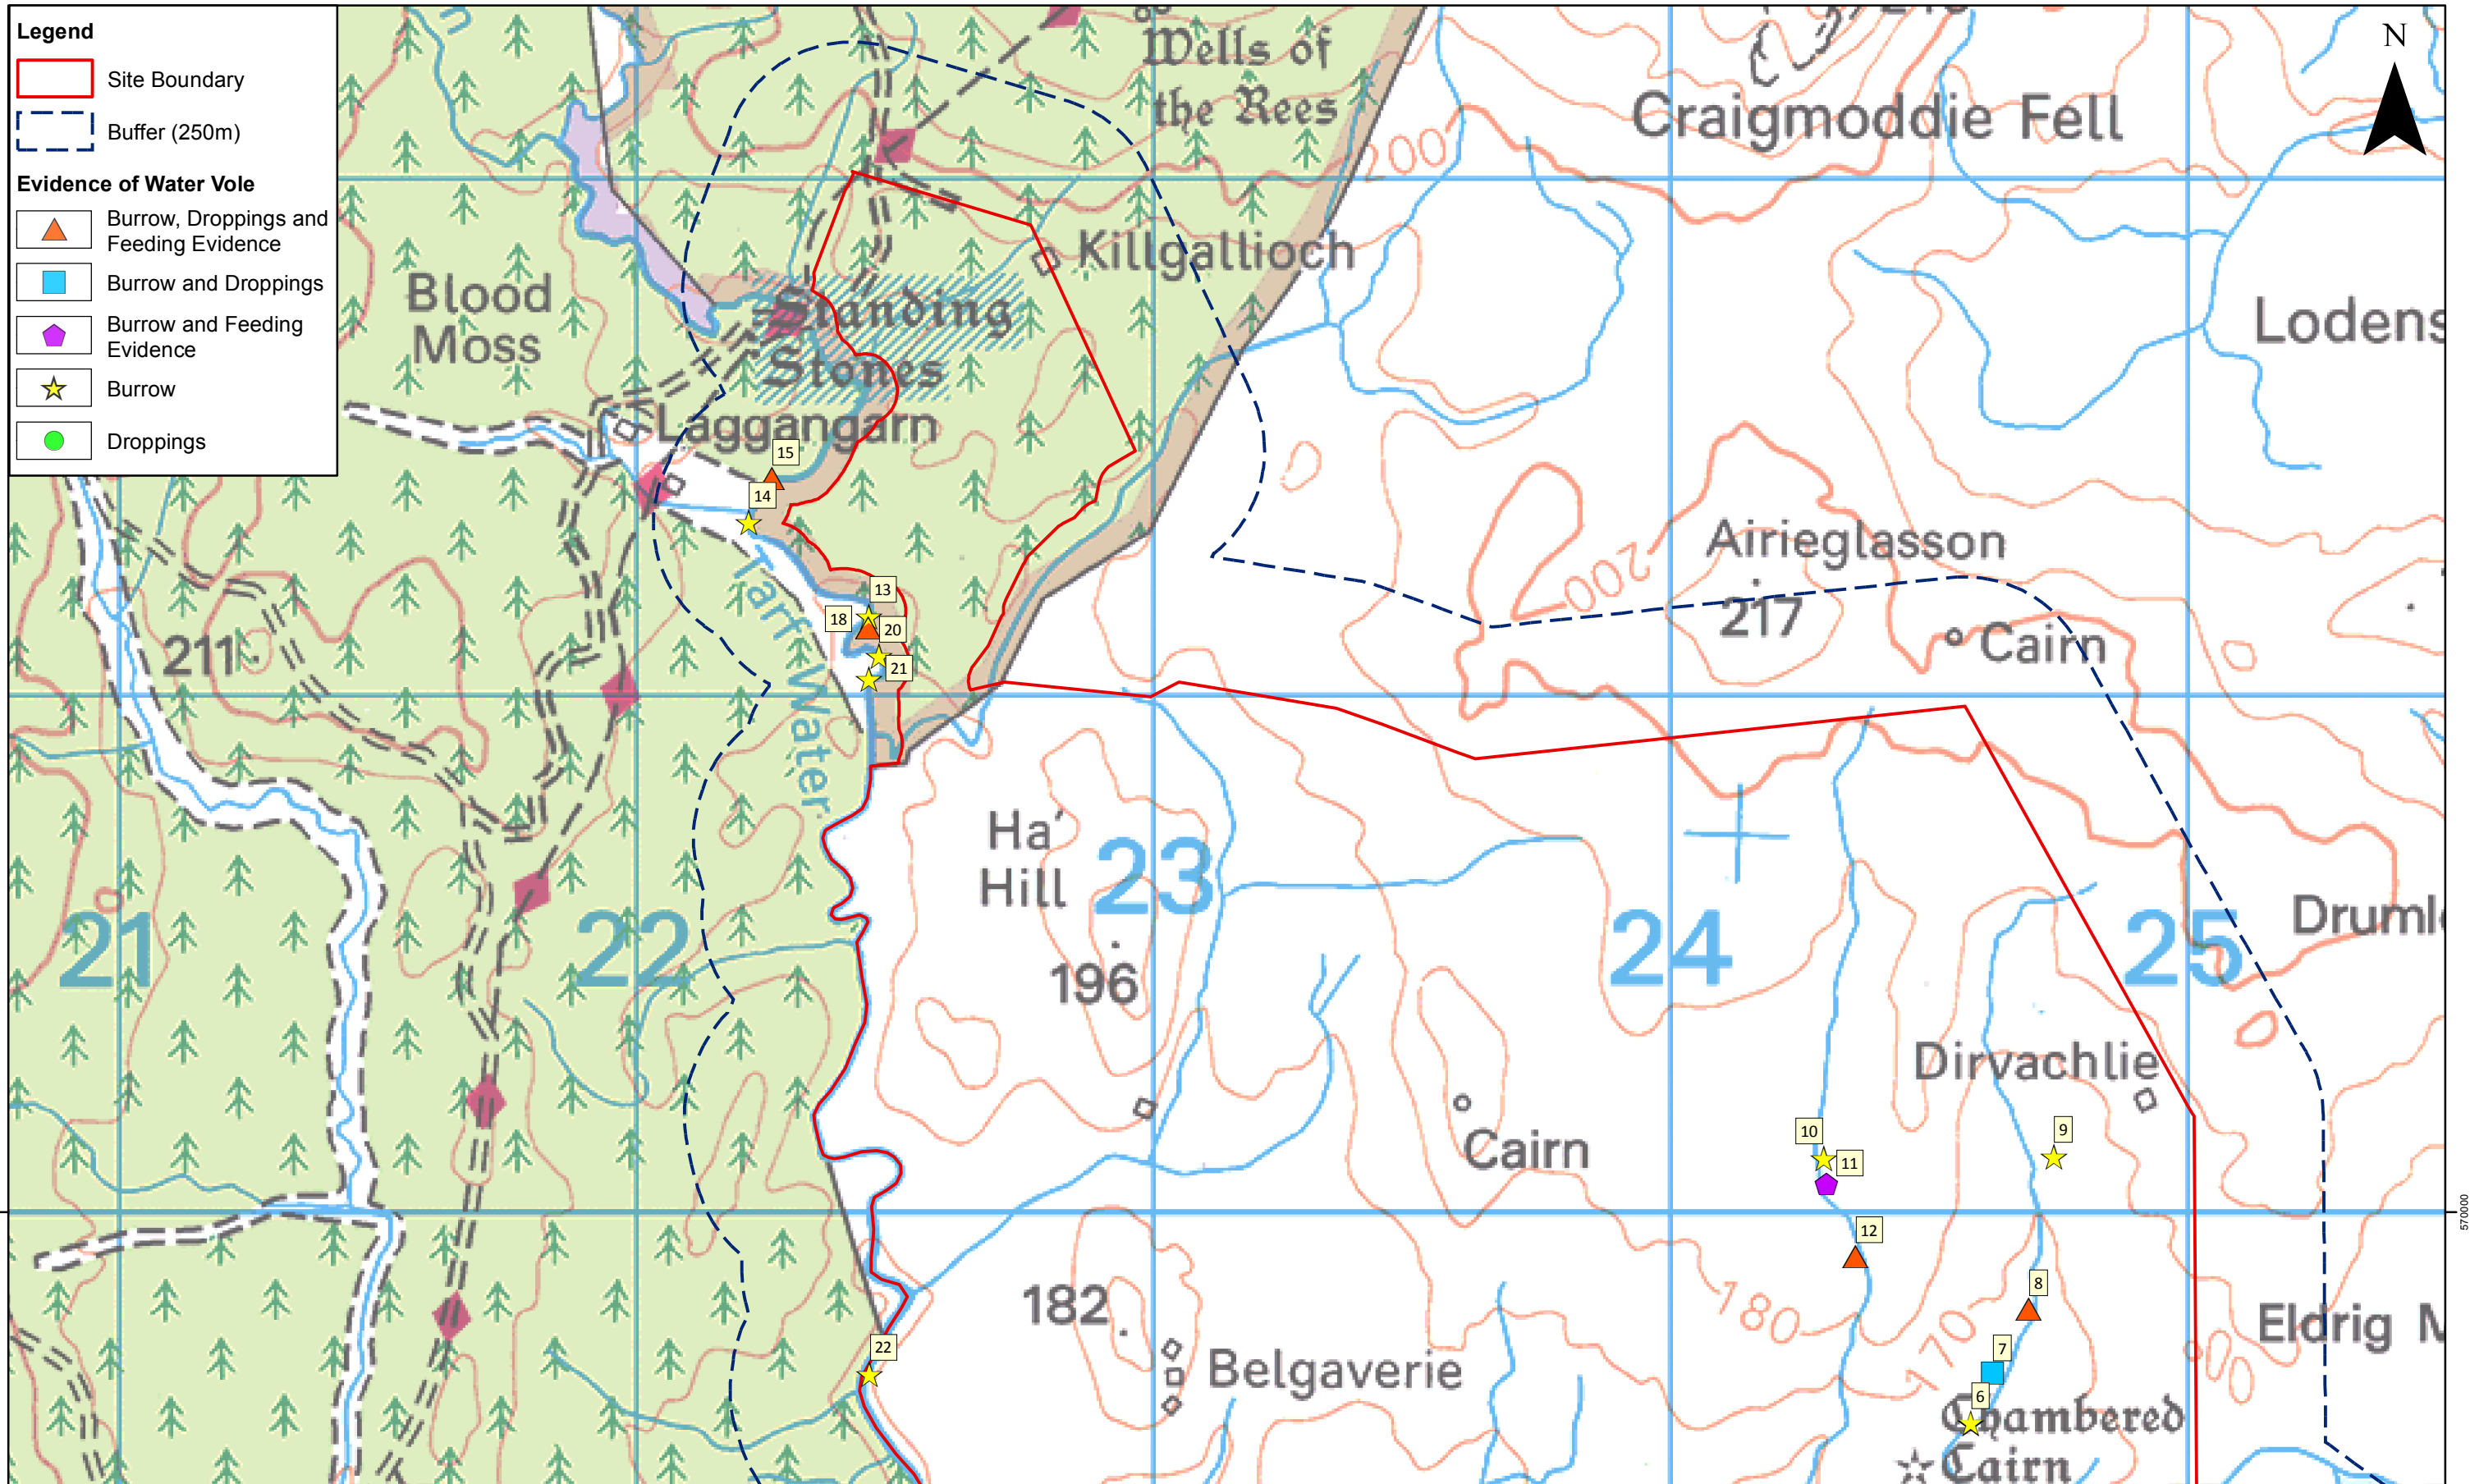 Legend
Site Boundary
Buffer (250m)
Evidence of Water Vole
Burrow, Droppings and
Feeding Evidence
Burrow and Droppings
Burrow and Feeding
Evidence
Burrow
Droppings
N
Wells of
the Rees
Craigmoddie Fell
200
Killgallioch
Blood
Moss
Standing
Stones
Laggangarn
Lodens
15
14
Airieglasson
217
200
Cairn
13
18
20
21
211
Tarf Water
Ha'
Hill
196
23
21
22
24
25
Druml
Dirvachlie
Cairn
10
11
9
12
570000
8
182
180
170
Eldrig M
22
Belgaverie
7
6
Chambered
Cairn